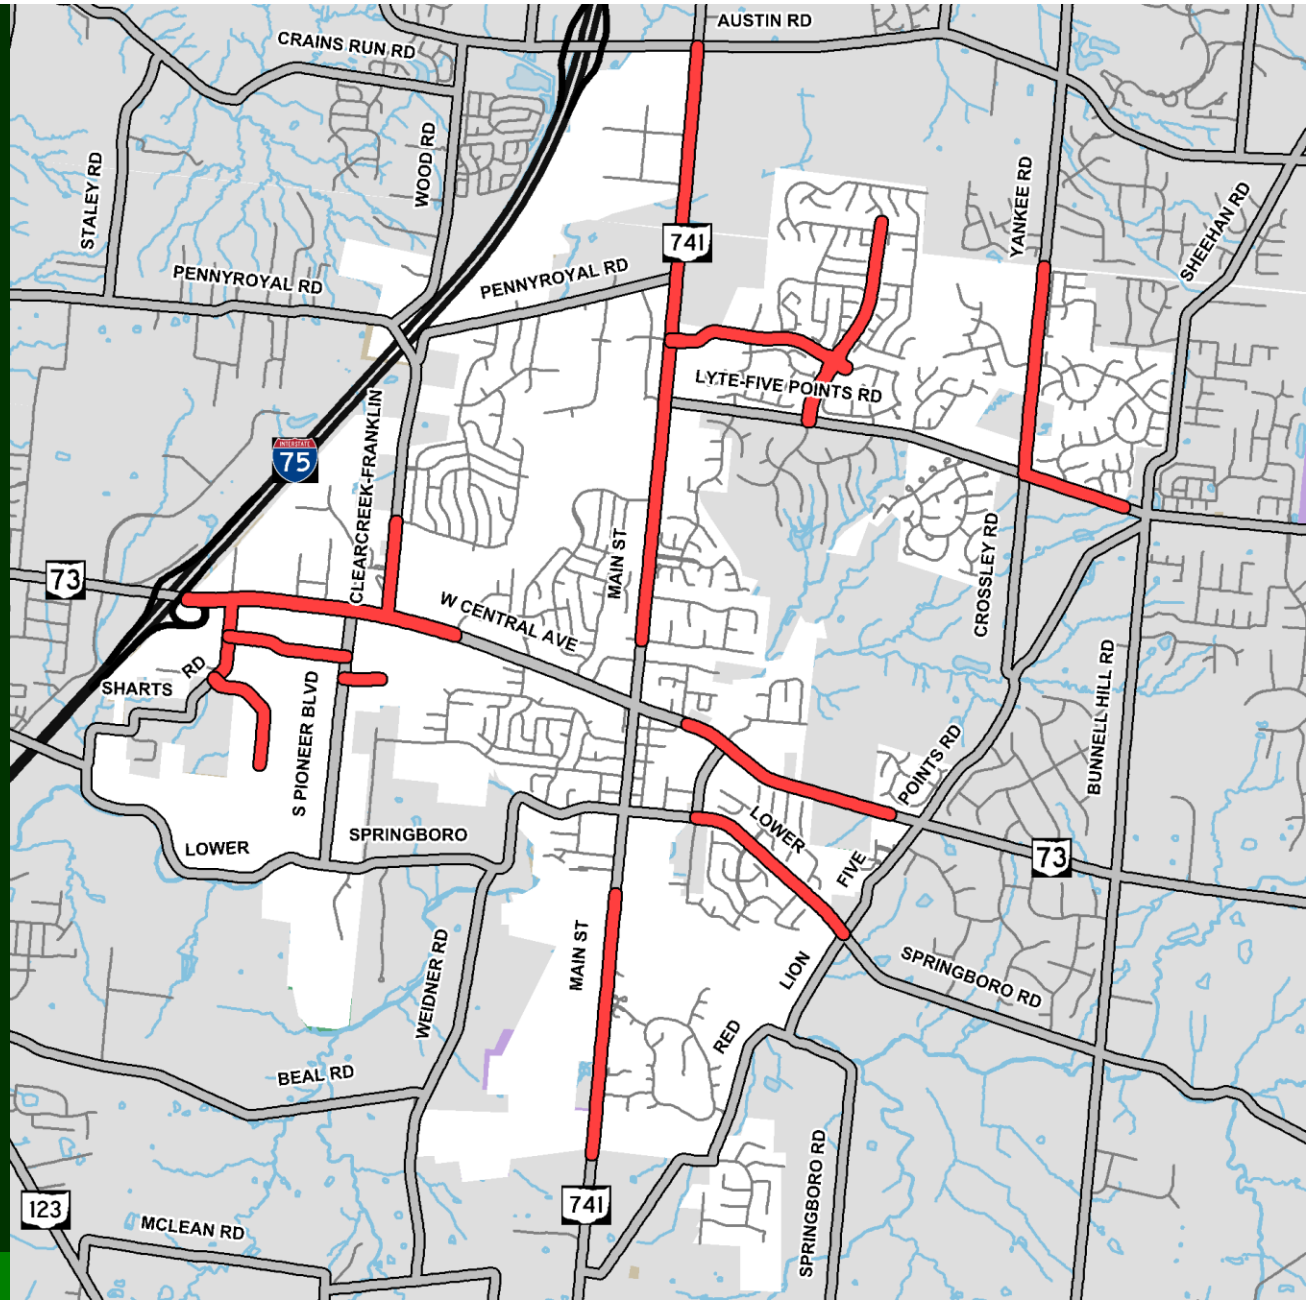 AUSTIN RD
CRAINS RUN RD
WOOD RD
STALEY RD
YANKEE RD
SHEEHAN RD
741
PENNYROYAL RD
PENNYROYAL RD
LYTE-FIVE POINTS RD
CLEARCREEK-FRANKLIN
INTERSTATE
75
73
MAIN ST
CROSSLEY RD
W CENTRAL AVE
SHARTS RD
S PIONEER BLVD
BUNNELL HILL RD
POINTS RD
LOWER
SPRINGBORO
LOWER
FIVE
73
MAIN ST
WEIDNER RD
LION
SPRINGBORO RD
RED
BEAL RD
SPRINGBORO RD
123
741
MCLEAN RD